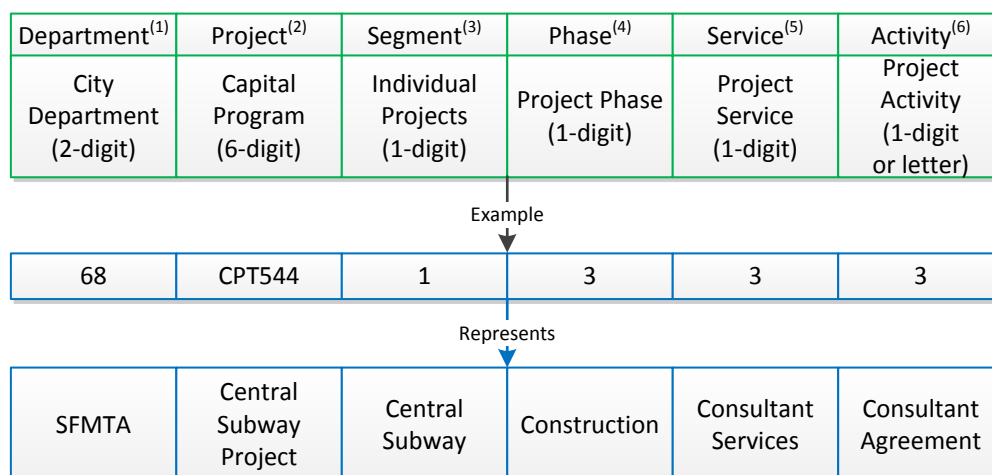 Department(1) Project(2) Segment(3) Phase(4) Service(5) Activity(6)
City
Department
(2-digit)
Capital
Program
(6-digit)
Individual
Projects
(1-digit)
Project Phase
(1-digit)
Project
Service
(1-digit)
Project
Activity
(1-digit
or letter)
Example
68 CPT544 1 3 3 3
Represents
SFMTA
Central
Subway
Project
Central
Subway
Construction
Consultant
Services
Consultant
Agreement